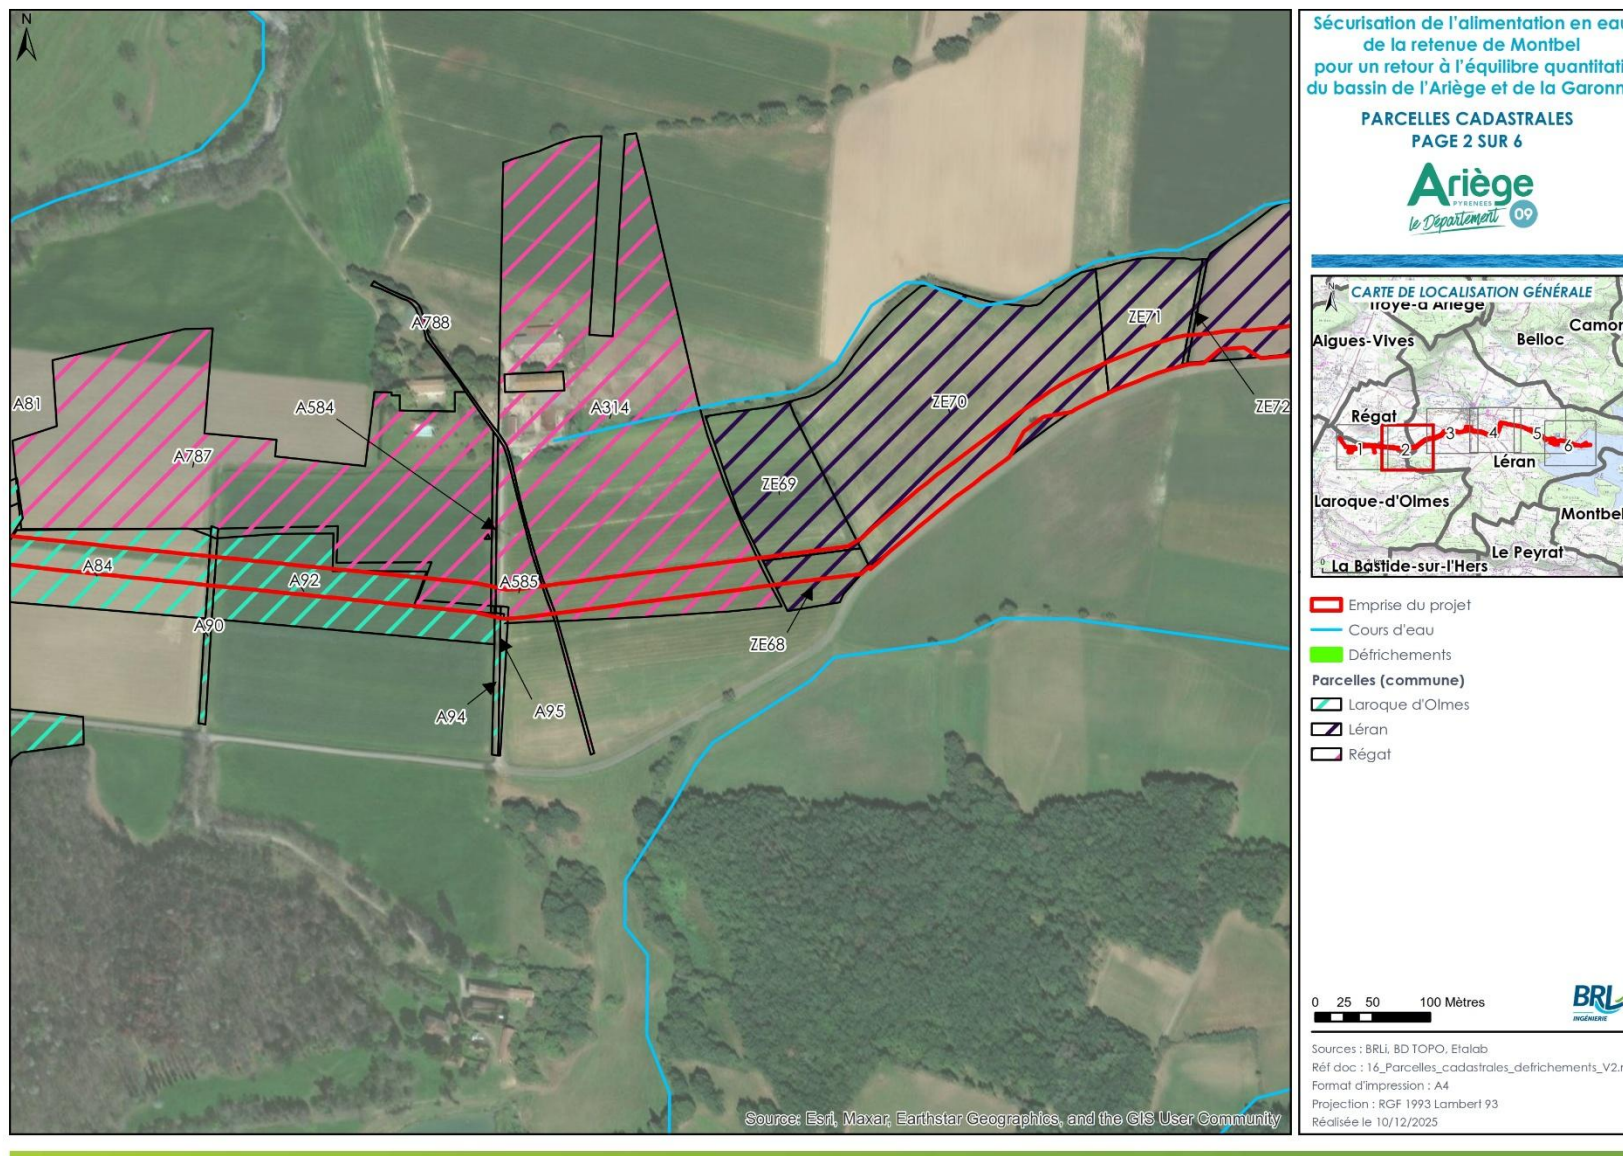 N
A788
A81
A584
A314
A787
ZE71
ZE72
ZE70
ZE69
A84
A92
A585
A90
ZE68
A94
A95
Source: Esri, Maxar, Earthstar Geographics, and the GIS User Community
Sécurisation de l'alimentation en eau
de la retenue de Montbel
pour un retour à l'équilibre quantitati
du bassin de l'Ariège et de la Garonn
PARCELLES CADASTRALES
PAGE 2 SUR 6
Ariège
PYRENEES
le Département 09
N
CARTE DE LOCALISATION GÉNÉRALE
Troye-d'Ariège
Camon
Aigues-Vives
Belloc
Régat
1 2 3 4 5 6
Léran
Laroque-d'Olmes
Montbel
Le Peyrat
0
La Bastide-sur-l'Hers
Emprise du projet
Cours d'eau
Défrichements
Parcelles (commune)
Laroque d'Olmes
Léran
Régat
0 25 50 100 Mètres
BRL
INGÉNIERIE
Sources : BRLi, BD TOPO, Etalab
Réf doc : 16_Parcelles_cadastrales_defrichements_V2.
Format d'impression : A4
Projection : RGF 1993 Lambert 93
Réalisée le 10/12/2025